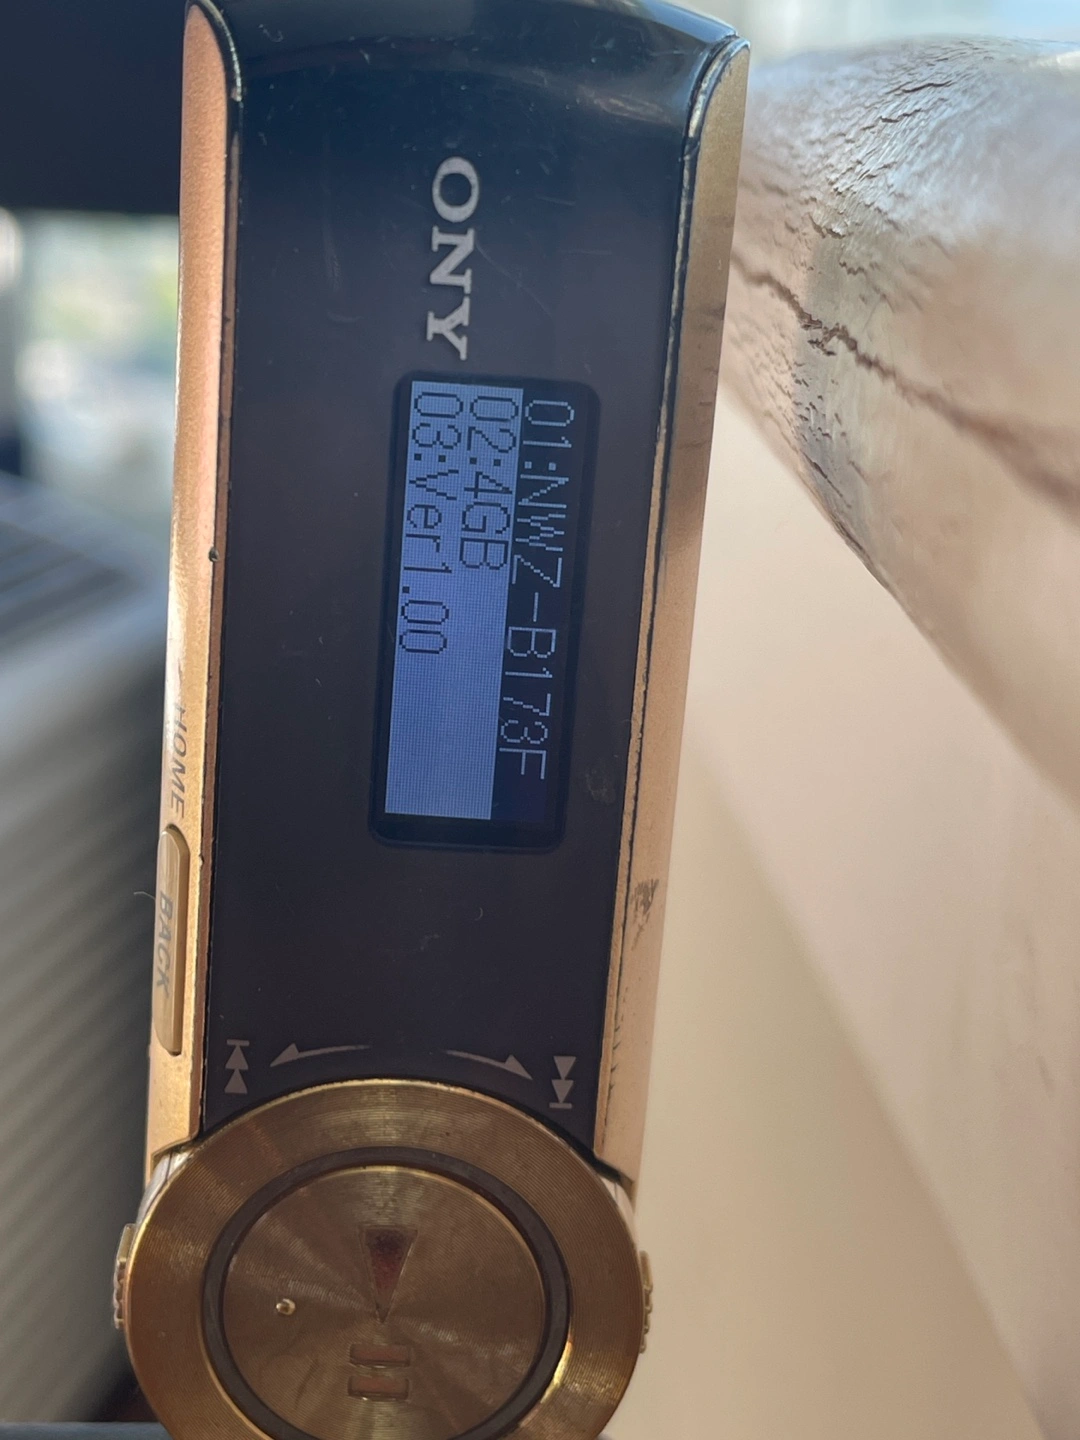 ONY
01:NWZ-B173F
02:4GB
03:Ver1.00
HOME
BACK